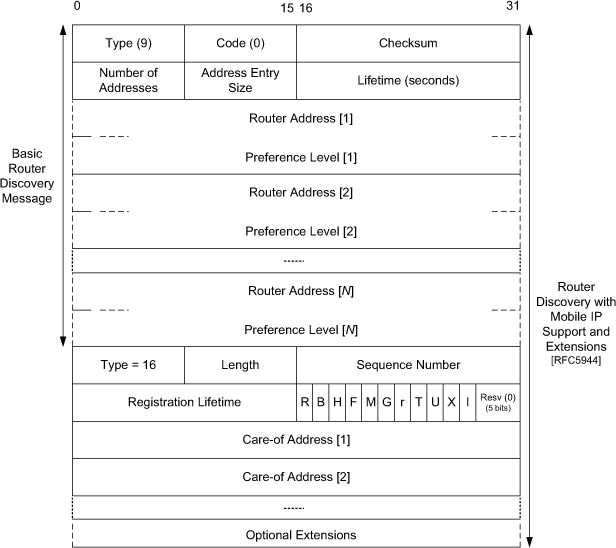 0 15 16 31
Type (9) Code (0) Checksum
Number of Addresses Address Entry Size Lifetime (seconds)
Router Address [1]
Preference Level [1]
Router Address [2]
Preference Level [2]
Router Address [N]
Preference Level [N]
Type = 16 Length Sequence Number
Registration Lifetime R B H F M G r T U X I Resv (0) (5 bits)
Care-of Address [1]
Care-of Address [2]
Optional Extensions
Basic
Router
Discovery
Message
Router
Discovery with
Mobile IP
Support and
Extensions
[RFC5944]